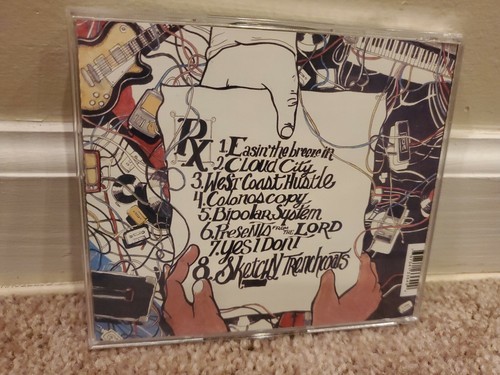 Rx
1. Easin' the breeze in
2. Cloud City
3. West Coast Hustle
4. Colonoscopy
5. Bipolar System
6. Presents from the LORD
7. Yes I Don't
8. Sketchy Trenchcoats